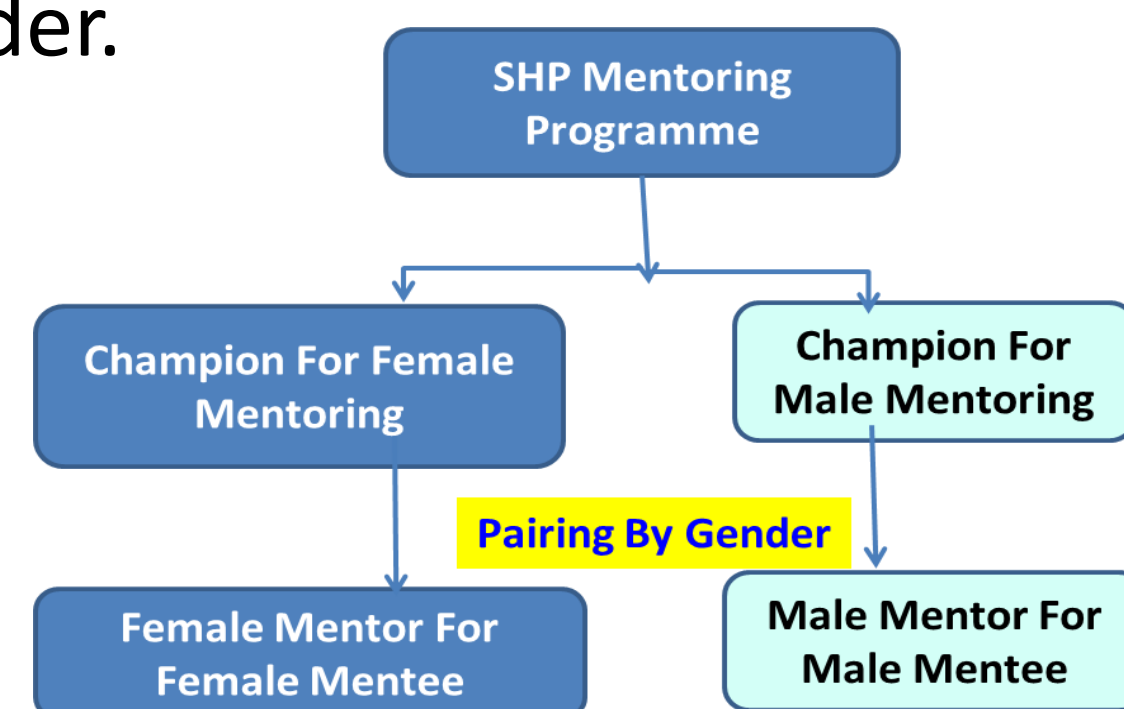 der.
SHP Mentoring
Programme
Champion For Female
Mentoring
Champion For
Male Mentoring
Pairing By Gender
Female Mentor For
Female Mentee
Male Mentor For
Male Mentee